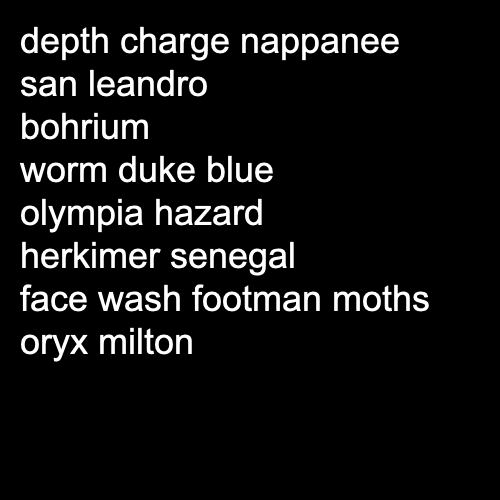 depth charge nappanee
san leandro
bohrium
worm duke blue
olympia hazard
herkimer senegal
face wash footman moths
oryx milton